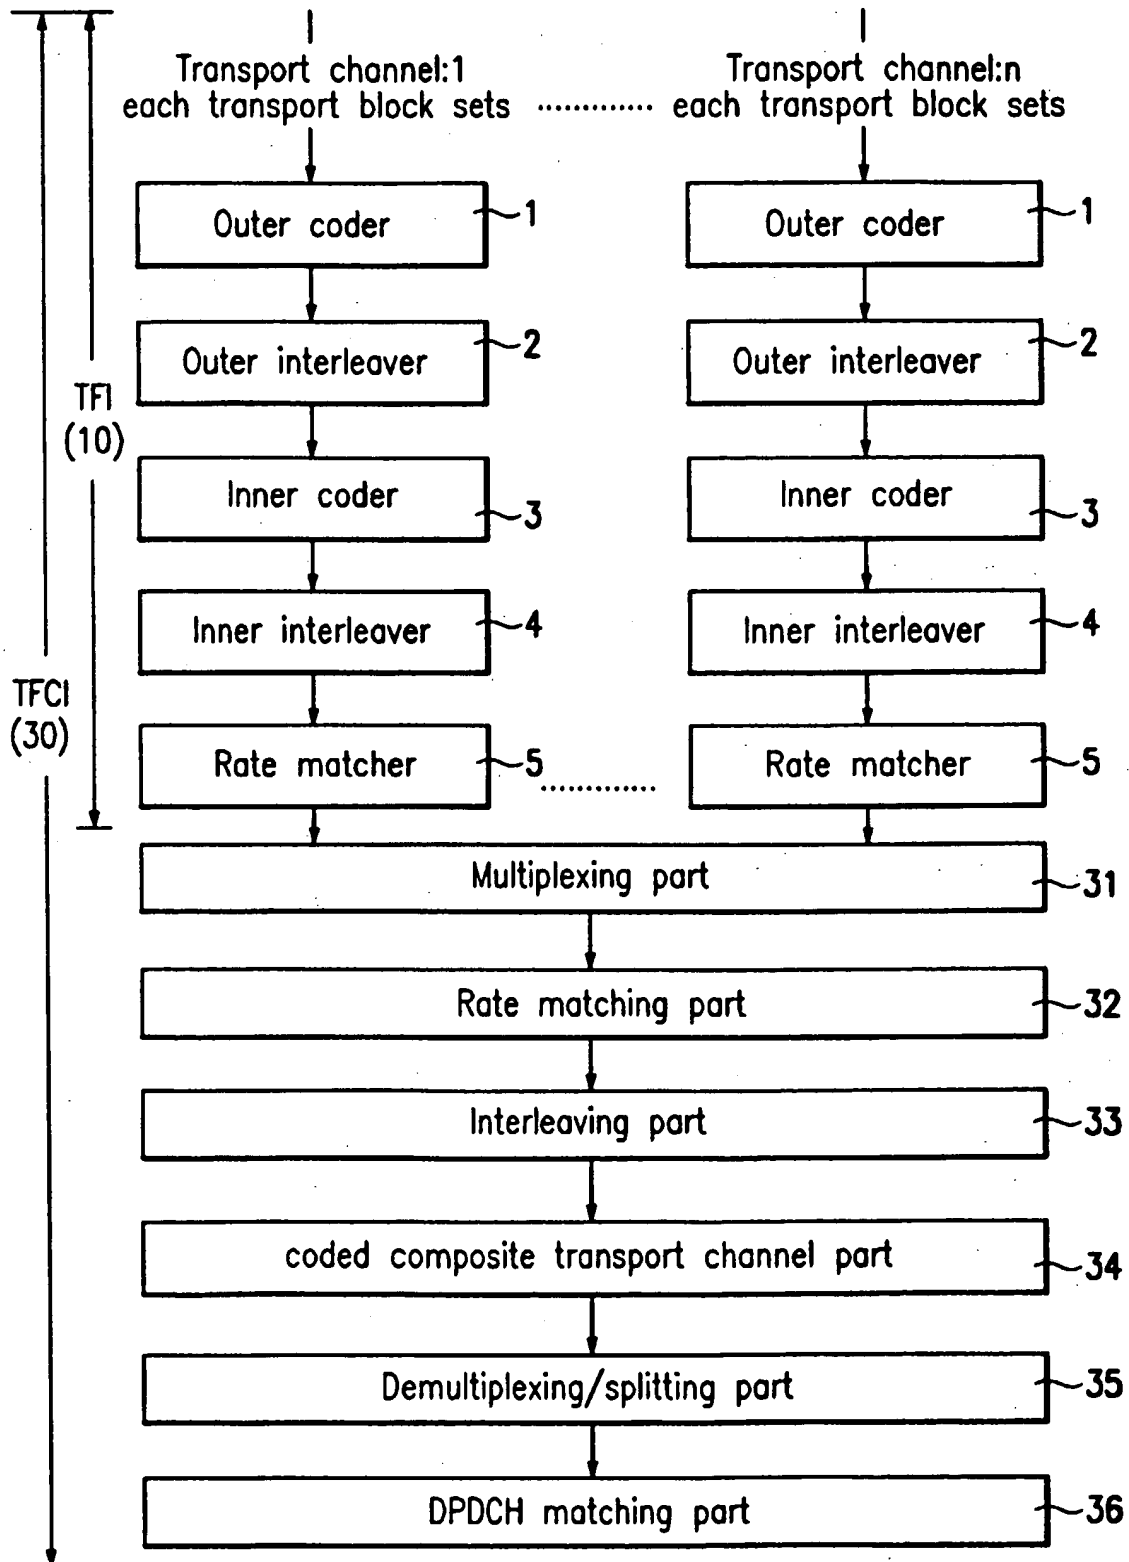 Transport channel:1
each transport block sets
Transport channel:n
each transport block sets
Outer coder
1
Outer coder
1
Outer interleaver
2
Outer interleaver
2
TFI
(10)
Inner coder
3
Inner coder
3
Inner interleaver
4
Inner interleaver
4
TFCI
(30)
Rate matcher
5
Rate matcher
5
Multiplexing part
31
Rate matching part
32
Interleaving part
33
coded composite transport channel part
34
Demultiplexing/splitting part
35
DPDCH matching part
36